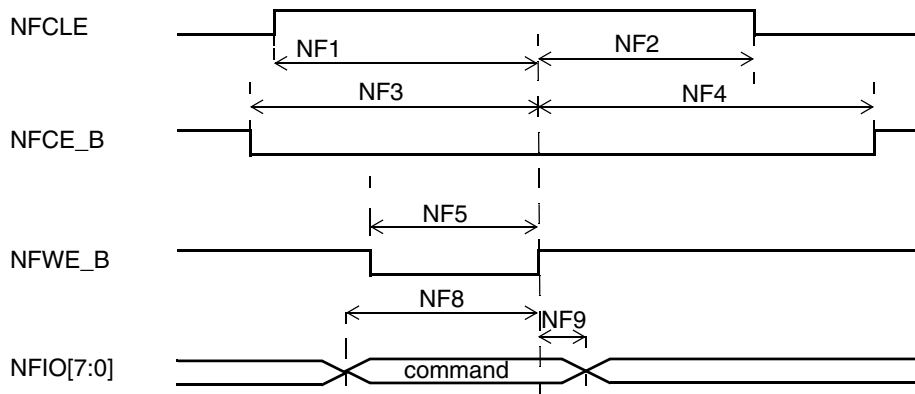 NFCLE
NF1
NF2
NF3
NF4
NFCE_B
NF5
NFWE_B
NF8
NF9
NFIO[7:0]
command